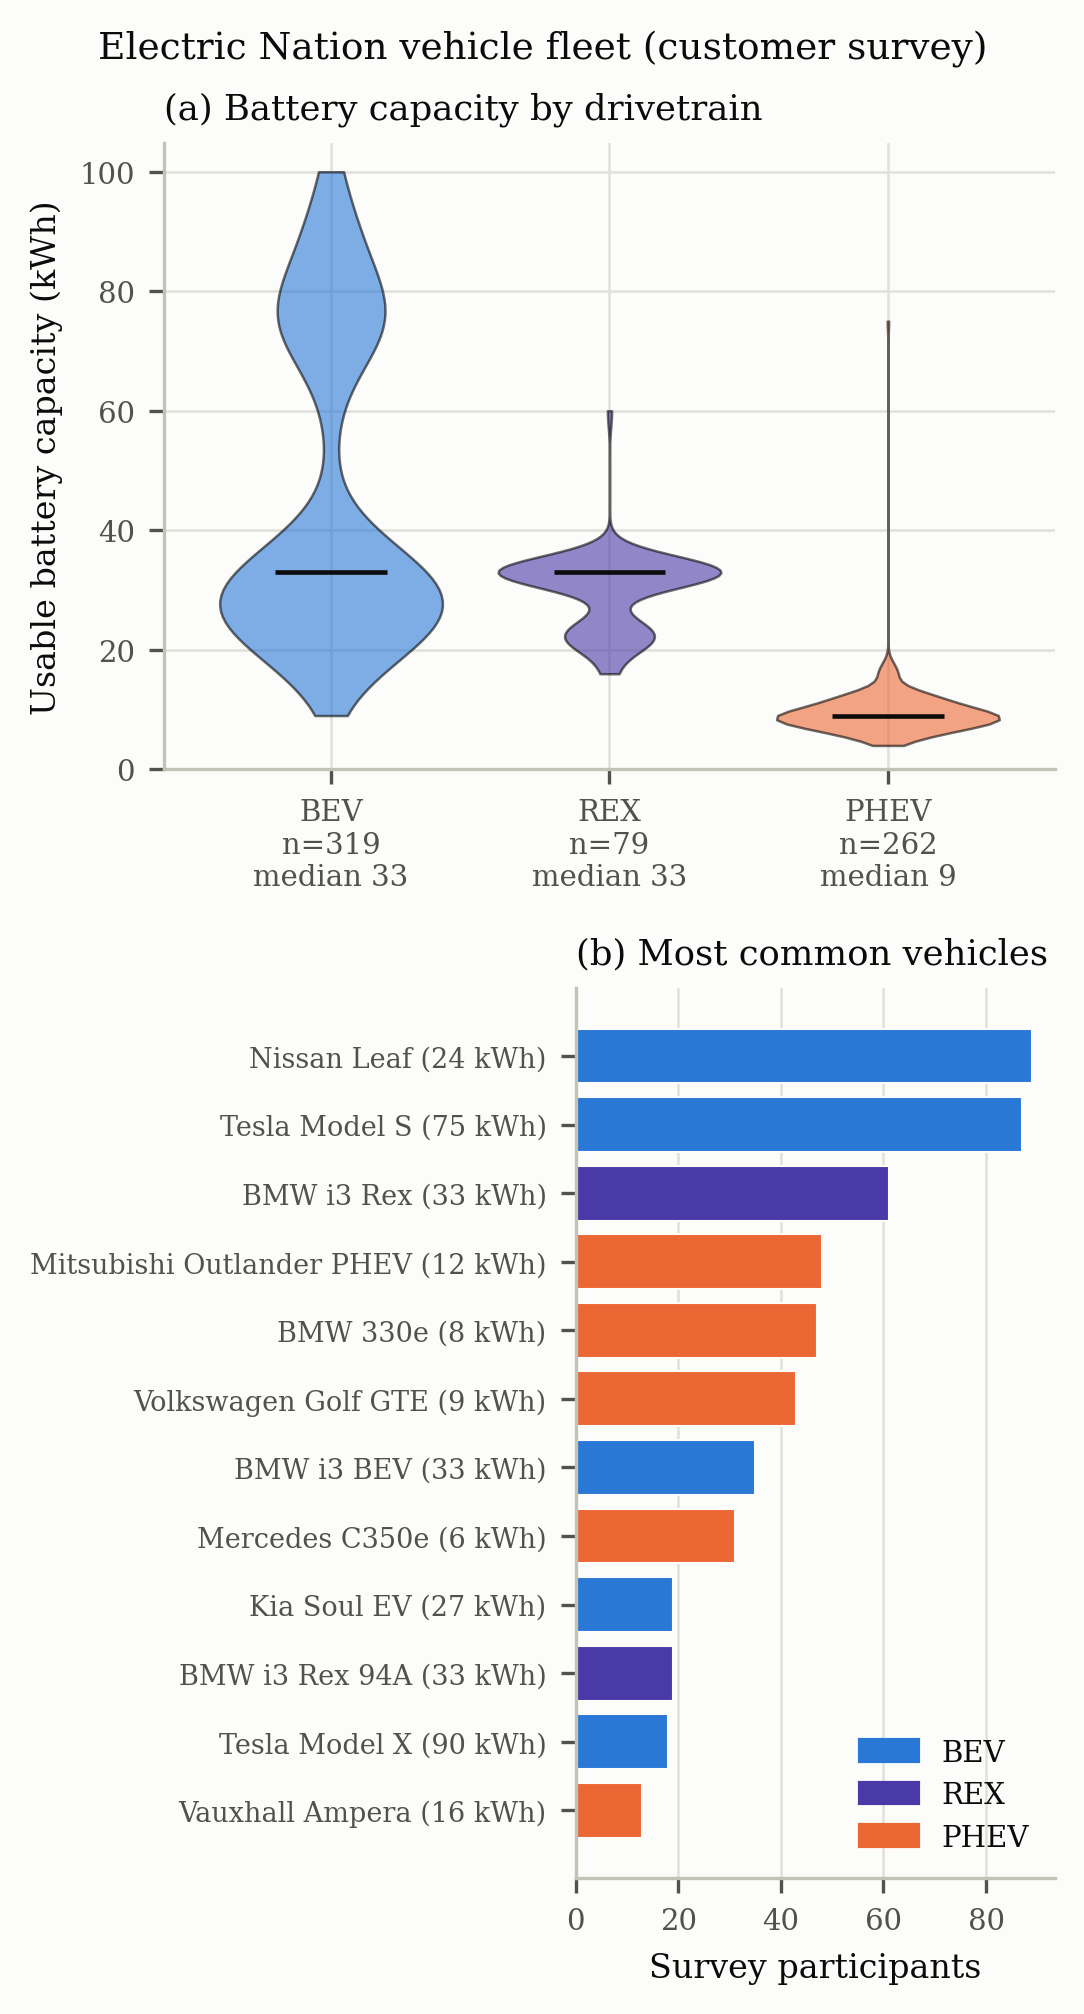 Electric Nation vehicle fleet (customer survey)
(a) Battery capacity by drivetrain
Usable battery capacity (kWh)
100
80
60
40
20
0
BEV
n=319
median 33
REX
n=79
median 33
PHEV
n=262
median 9
(b) Most common vehicles
Nissan Leaf (24 kWh)
Tesla Model S (75 kWh)
BMW i3 Rex (33 kWh)
Mitsubishi Outlander PHEV (12 kWh)
BMW 330e (8 kWh)
Volkswagen Golf GTE (9 kWh)
BMW i3 BEV (33 kWh)
Mercedes C350e (6 kWh)
Kia Soul EV (27 kWh)
BMW i3 Rex 94A (33 kWh)
Tesla Model X (90 kWh)
Vauxhall Ampera (16 kWh)
BEV
REX
PHEV
0 20 40 60 80
Survey participants